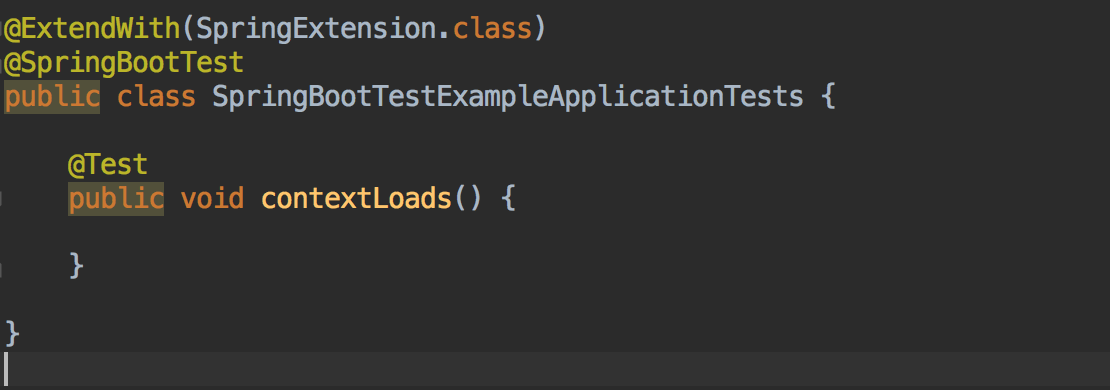 @ExtendWith(SpringExtension.class)
@SpringBootTest
public class SpringBootTestExampleApplicationTests {
@Test
public void contextLoads() {
}
}